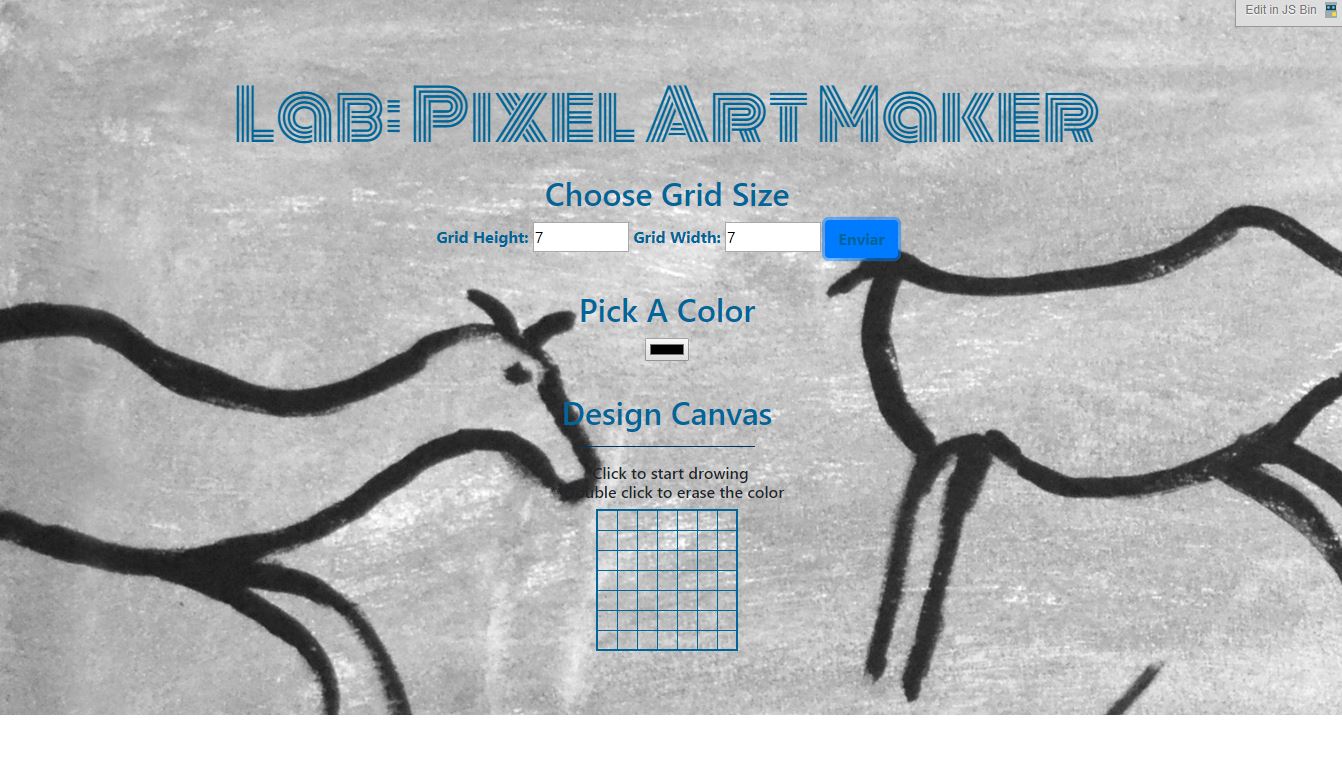 Edit in JS Bin
Lab: Pixel Art Maker
Choose Grid Size
Grid Height: 7 Grid Width: 7 Enviar
Pick A Color
Design Canvas
Click to start drowing
Double click to erase the color